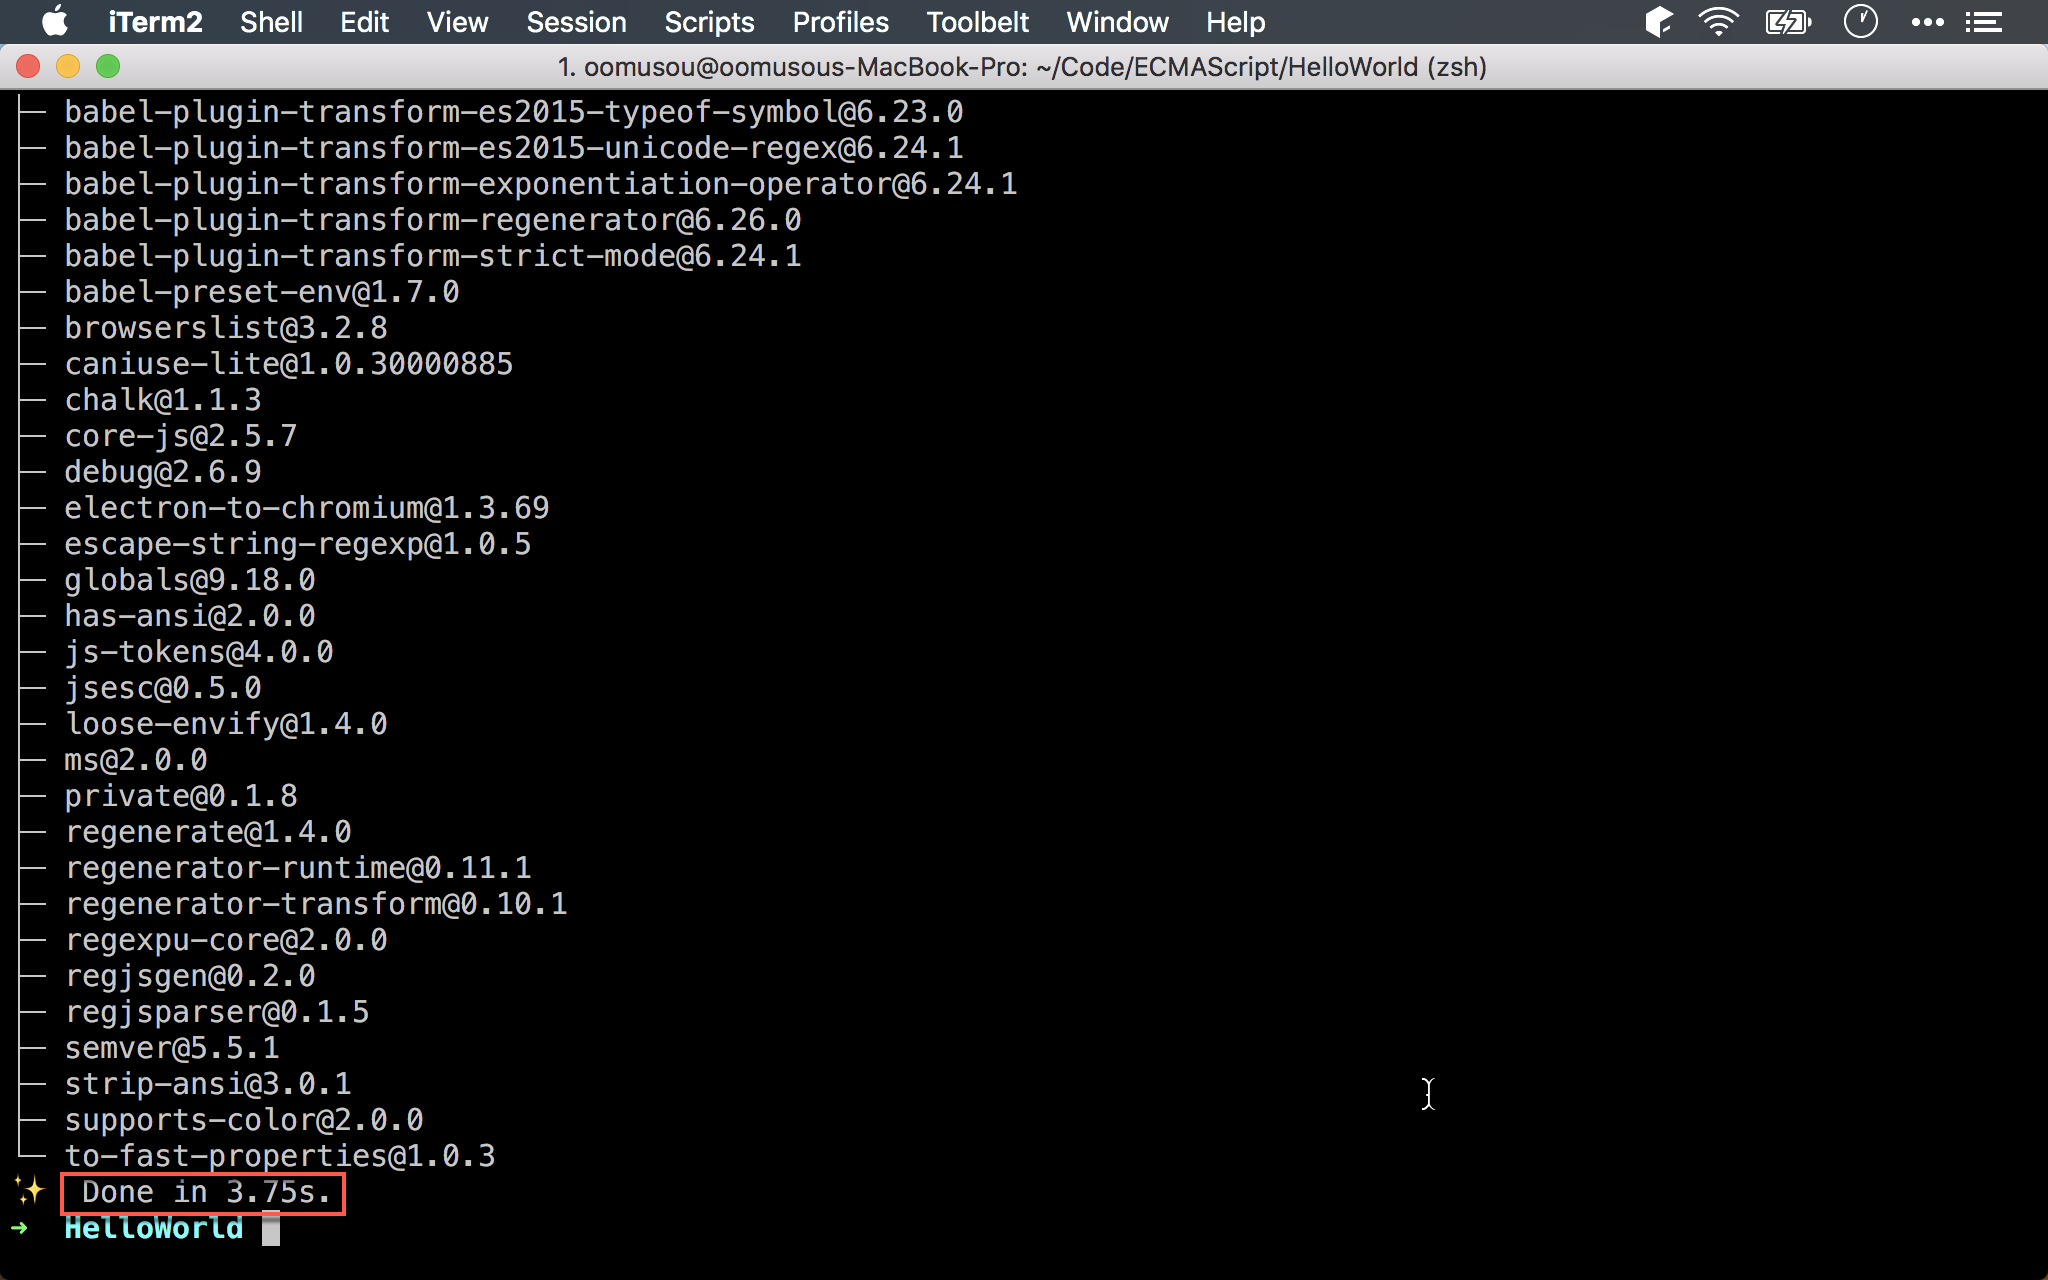 iTerm2 Shell Edit View Session Scripts Profiles Toolbelt Window Help
1. oomusou@oomusous-MacBook-Pro: ~/Code/ECMAScript/HelloWorld (zsh)
├─ babel-plugin-transform-es2015-typeof-symbol@6.23.0
├─ babel-plugin-transform-es2015-unicode-regex@6.24.1
├─ babel-plugin-transform-exponentiation-operator@6.24.1
├─ babel-plugin-transform-regenerator@6.26.0
├─ babel-plugin-transform-strict-mode@6.24.1
├─ babel-preset-env@1.7.0
├─ browserslist@3.2.8
├─ caniuse-lite@1.0.30000885
├─ chalk@1.1.3
├─ core-js@2.5.7
├─ debug@2.6.9
├─ electron-to-chromium@1.3.69
├─ escape-string-regexp@1.0.5
├─ globals@9.18.0
├─ has-ansi@2.0.0
├─ js-tokens@4.0.0
├─ jsesc@0.5.0
├─ loose-envify@1.4.0
├─ ms@2.0.0
├─ private@0.1.8
├─ regenerate@1.4.0
├─ regenerator-runtime@0.11.1
├─ regenerator-transform@0.10.1
├─ regexpu-core@2.0.0
├─ regjsgen@0.2.0
├─ regjsparser@0.1.5
├─ semver@5.5.1
├─ strip-ansi@3.0.1
├─ supports-color@2.0.0
└─ to-fast-properties@1.0.3
✨ Done in 3.75s.
➜ HelloWorld